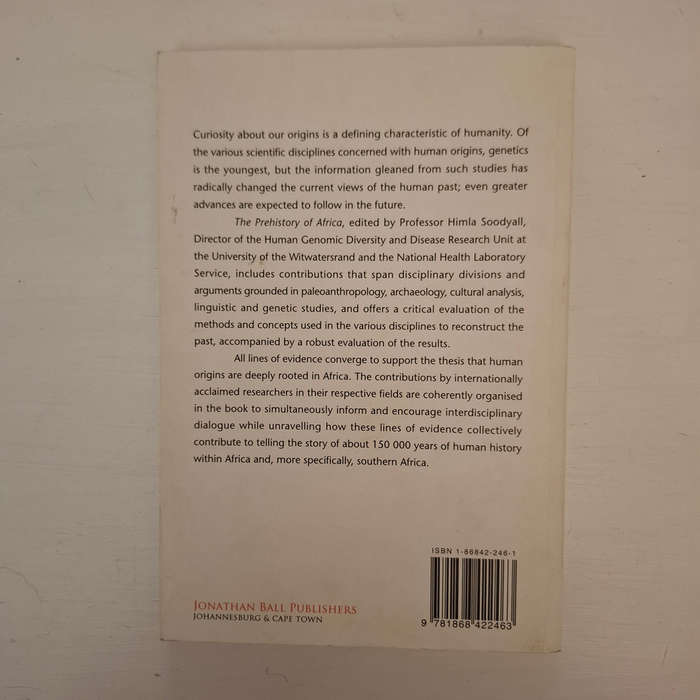 Curiosity about our origins is a defining characteristic of humanity. Of
the various scientific disciplines concerned with human origins, genetics
is the youngest, but the information gleaned from such studies has
radically changed the current views of the human past; even greater
advances are expected to follow in the future.
The Prehistory of Africa, edited by Professor Himla Soodyall,
Director of the Human Genomic Diversity and Disease Research Unit at
the University of the Witwatersrand and the National Health Laboratory
Service, includes contributions that span disciplinary divisions and
arguments grounded in paleoanthropology, archaeology, cultural analysis,
linguistic and genetic studies, and offers a critical evaluation of the
methods and concepts used in the various disciplines to reconstruct the
past, accompanied by a robust evaluation of the results.
All lines of evidence converge to support the thesis that human
origins are deeply rooted in Africa. The contributions by internationally
acclaimed researchers in their respective fields are coherently organised
in the book to simultaneously inform and encourage interdisciplinary
dialogue while unravelling how these lines of evidence collectively
contribute to telling the story of about 150 000 years of human history
within Africa and, more specifically, southern Africa.
ISBN 1-86842-246-1
9 781868 422463
JONATHAN BALL PUBLISHERS
JOHANNESBURG & CAPE TOWN